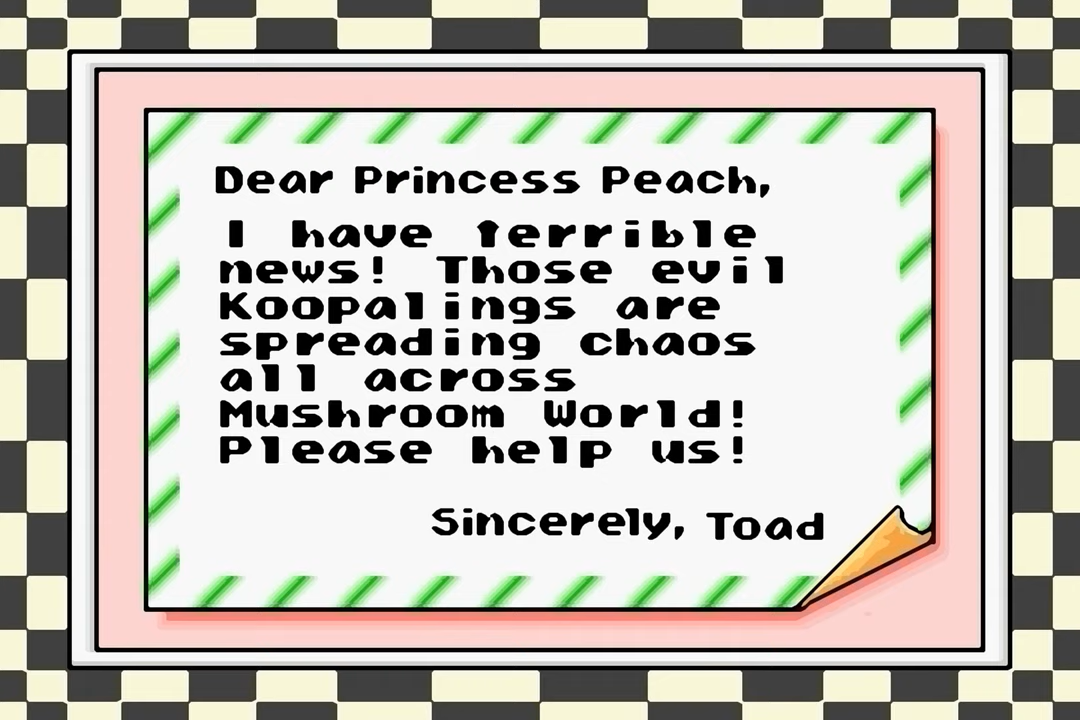 Dear Princess Peach,
I have terrible
news! Those evil
Koopalings are
spreading chaos
all across
Mushroom World!
Please help us!
Sincerely, Toad